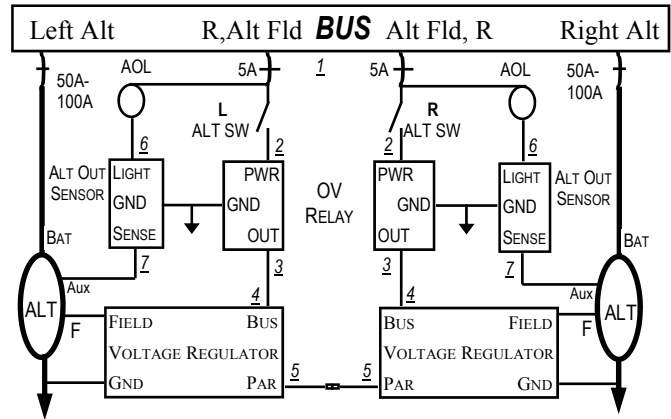 Left Alt R,Alt Fld BUS Alt Fld, R Right Alt
50A-
100A
AOL
5A
1
5A
AOL
50A-
100A
L
ALT SW
R
ALT SW
6
2
2
6
ALT OUT
SENSOR
LIGHT
GND
SENSE
PWR
GND
OUT
OV
RELAY
PWR
GND
OUT
LIGHT
GND
SENSE
ALT OUT
SENSOR
BAT
BAT
7
3
3
7
AUX
AUX
4
4
ALT
F
FIELD BUS
VOLTAGE REGULATOR
GND PAR
5
5
BUS FIELD
VOLTAGE REGULATOR
PAR GND
F
ALT